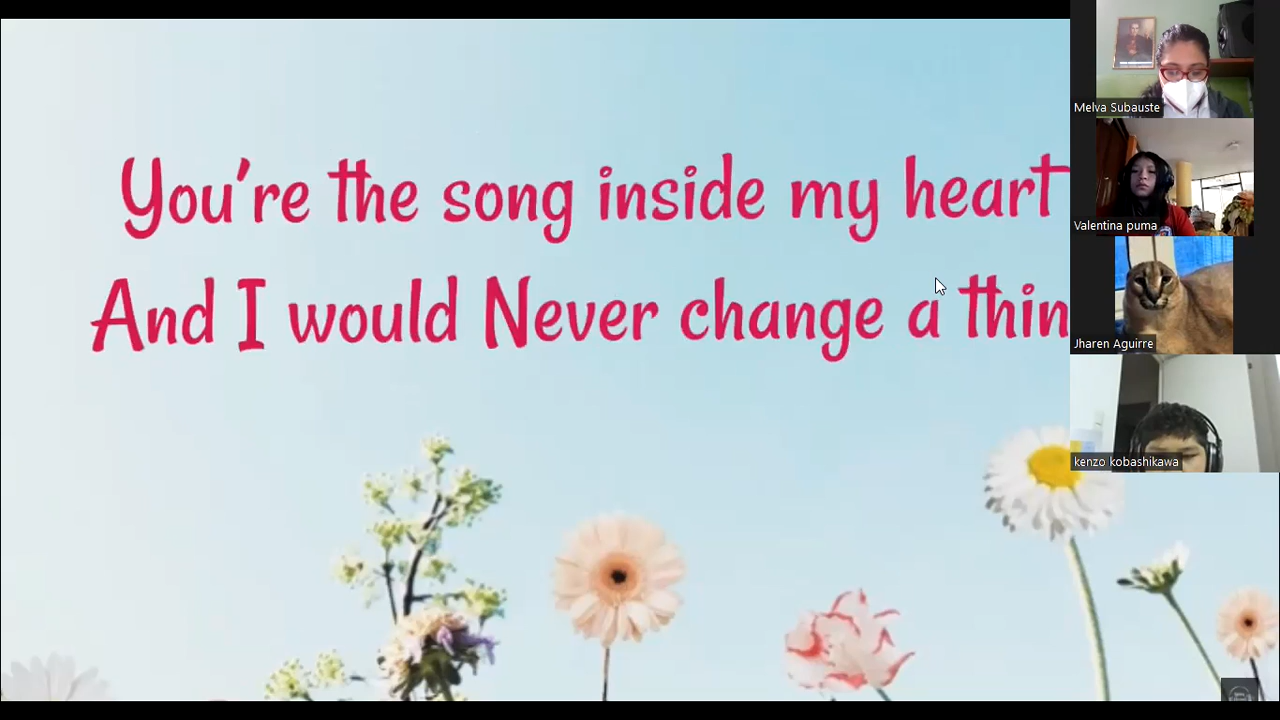 You're the song inside my heart
And I would Never change a thin
Melva Subauste
Valentina puma
Jharen Aguirre
kenzo kobashikawa